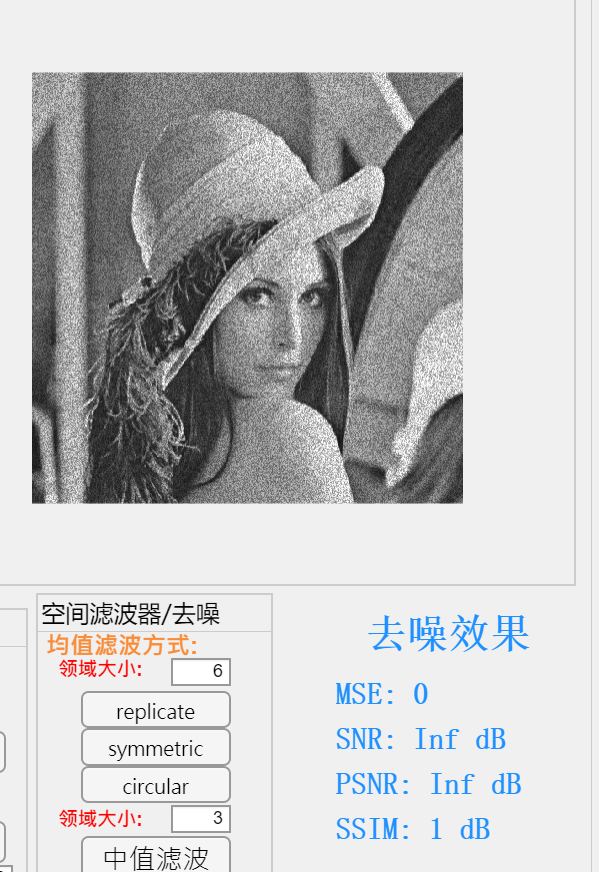 空间滤波器/去噪
均值滤波方式:
领域大小: 6
replicate
symmetric
circular
领域大小: 3
中值滤波
去噪效果
MSE: 0
SNR: Inf dB
PSNR: Inf dB
SSIM: 1 dB